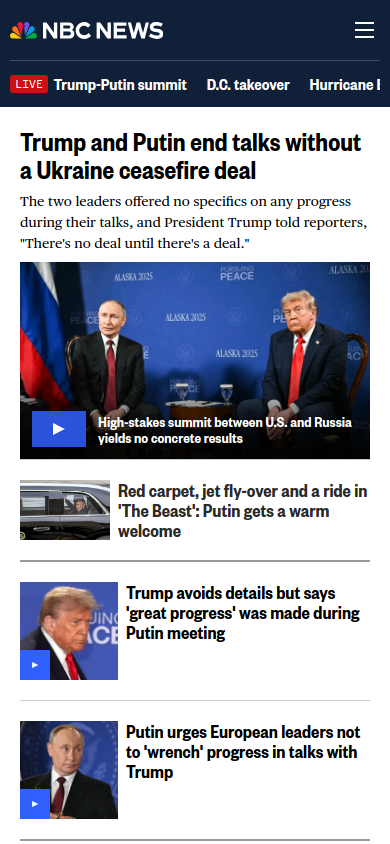 NBC NEWS
LIVE Trump-Putin summit D.C. takeover Hurricane
Trump and Putin end talks without
a Ukraine ceasefire deal
The two leaders offered no specifics on any progress
during their talks, and President Trump told reporters,
"There's no deal until there's a deal."
PURSUING
PEACE
ALASKA 2025
ALASKA 2025
ALASKA 2025
High-stakes summit between U.S. and Russia
yields no concrete results
Red carpet, jet fly-over and a ride in
'The Beast': Putin gets a warm
welcome
Trump avoids details but says
'great progress' was made during
Putin meeting
Putin urges European leaders not
to 'wrench' progress in talks with
Trump